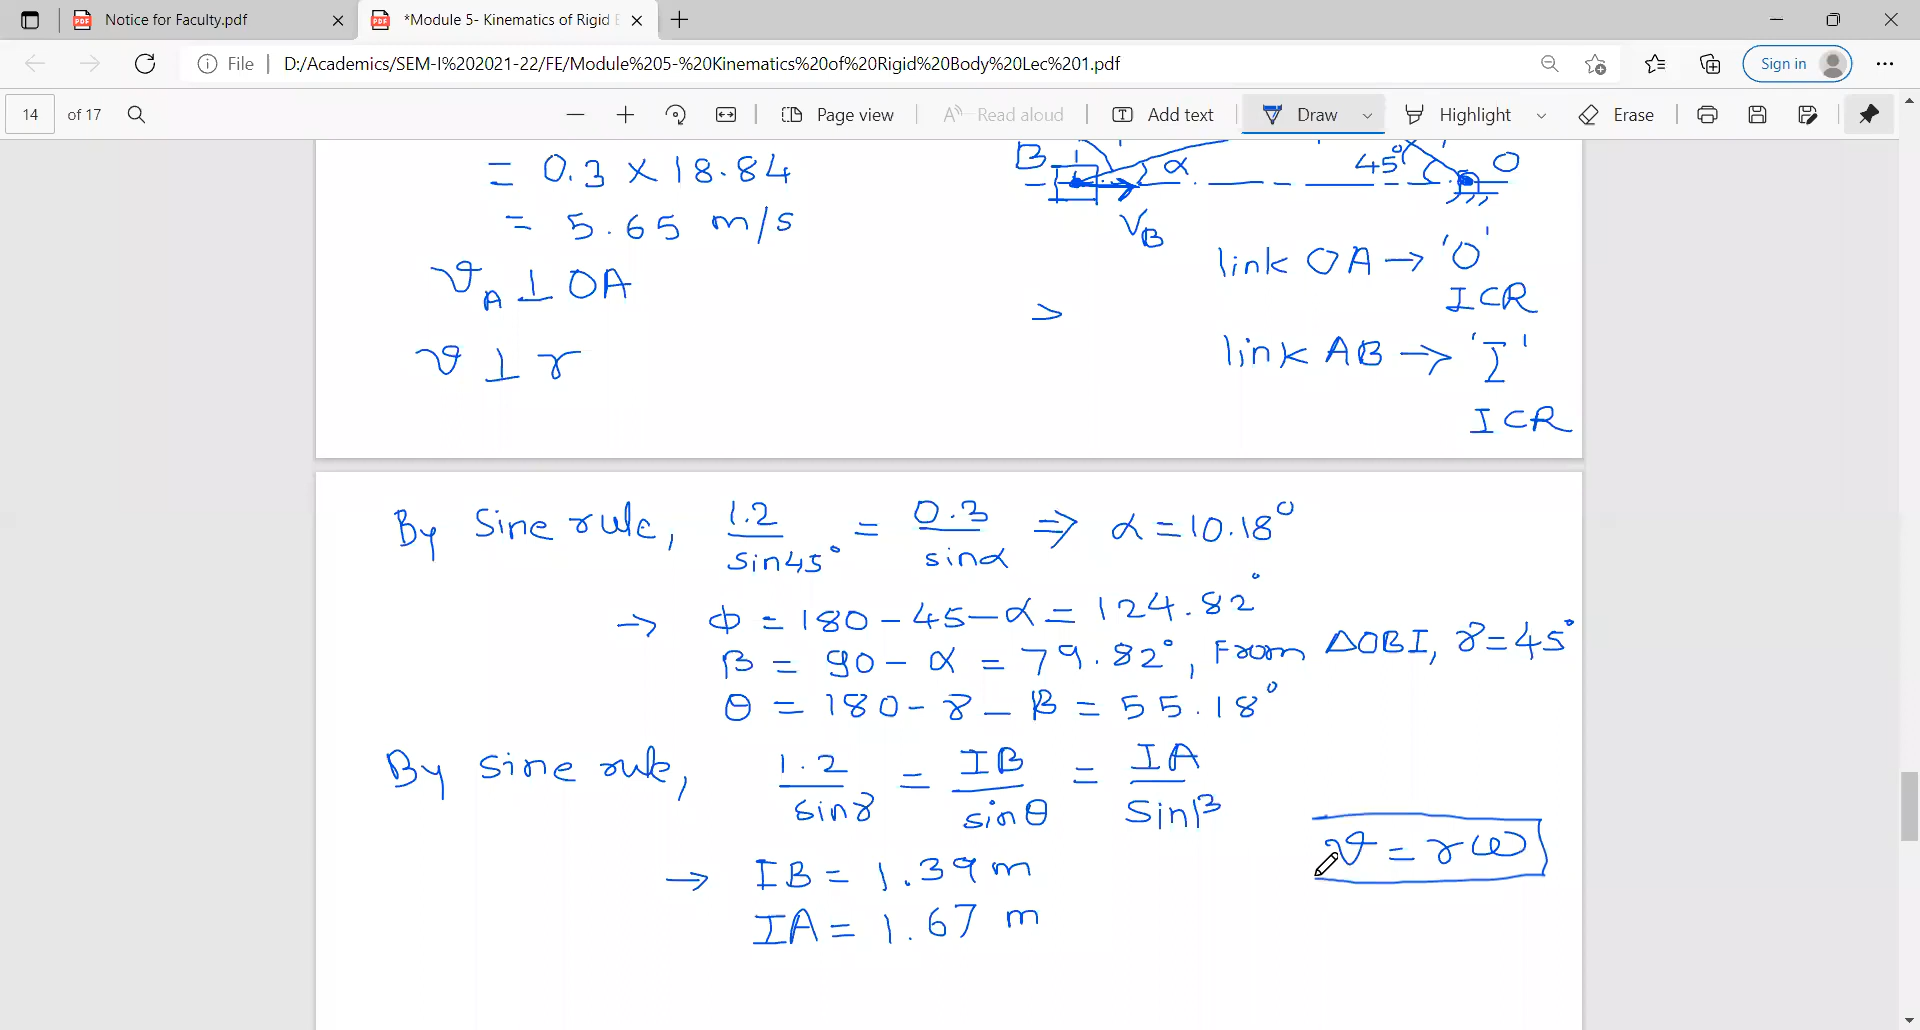 Notice for Faculty.pdf
*Module 5- Kinematics of Rigid B
File
D:/Academics/SEM-I%202021-22/FE/Module%205-%20Kinematics%20of%20Rigid%20Body%20Lec%201.pdf
Sign in
14 of 17
Page view
Read aloud
Add text
Draw
Highlight
Erase
= 0.3 × 18.84
= 5.65 m/s
v_A ⊥ OA
v ⊥ r
B α 45° O
V_B
link OA → 'O'
ICR
>
link AB → 'I'
ICR
By Sine rule, 1.2/sin45° = 0.3/sinα ⇒ α = 10.18°
→ Φ = 180 - 45 - α = 124.82°
β = 90 - α = 79.82°, From ΔOBI, γ = 45°
θ = 180 - γ - β = 55.18°
By sine rule, 1.2/sinγ = IB/sinθ = IA/sinβ
v = rω
→ IB = 1.39 m
IA = 1.67 m